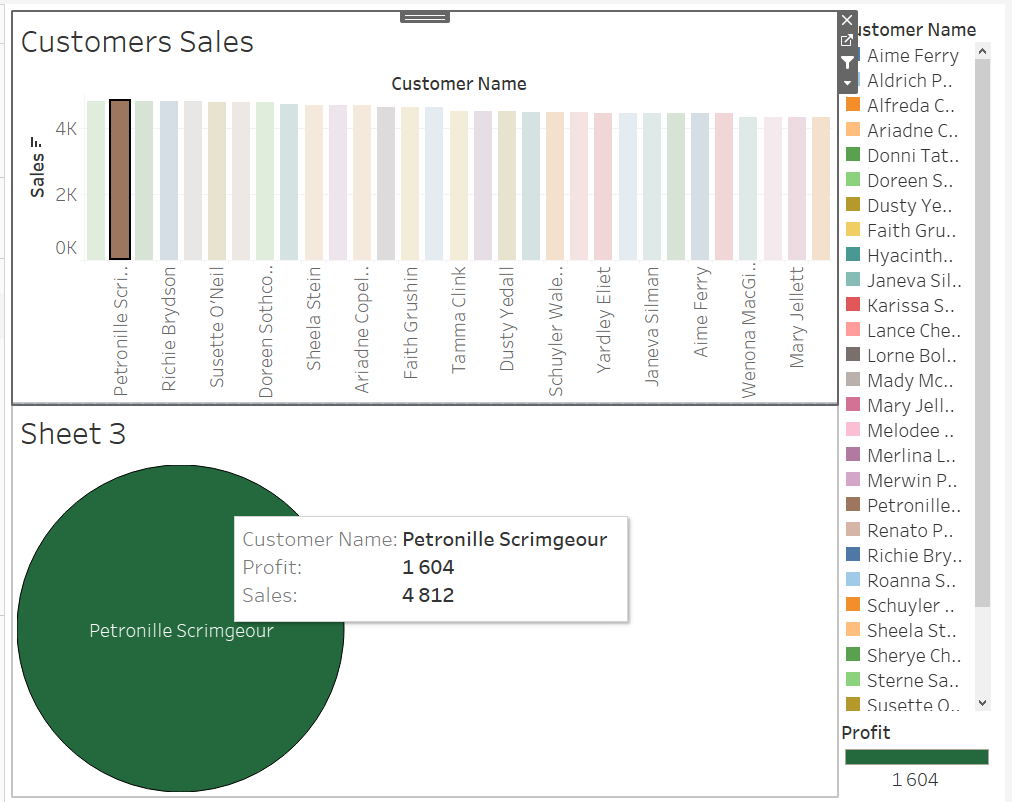 Customers Sales
Customer Name
Sales
4K
2K
0K
Petronille Scri..
Richie Brydson
Susette O'Neil
Doreen Sothco..
Sheela Stein
Ariadne Copel..
Faith Grushin
Tamma Clink
Dusty Yedall
Schuyler Wale..
Yardley Eliet
Janeva Silman
Aime Ferry
Wenona MacGi..
Mary Jellett
Sheet 3
Petronille Scrimgeour
Customer Name: Petronille Scrimgeour
Profit: 1 604
Sales: 4 812
ustomer Name
Aime Ferry
Aldrich P..
Alfreda C..
Ariadne C..
Donni Tat..
Doreen S..
Dusty Ye..
Faith Gru..
Hyacinth..
Janeva Sil..
Karissa S..
Lance Che..
Lorne Bol..
Mady Mc..
Mary Jell..
Melodee ..
Merlina L..
Merwin P..
Petronille..
Renato P..
Richie Bry..
Roanna S..
Schuyler ..
Sheela St..
Sherye Ch..
Sterne Sa..
Susette O..
Profit
1 604